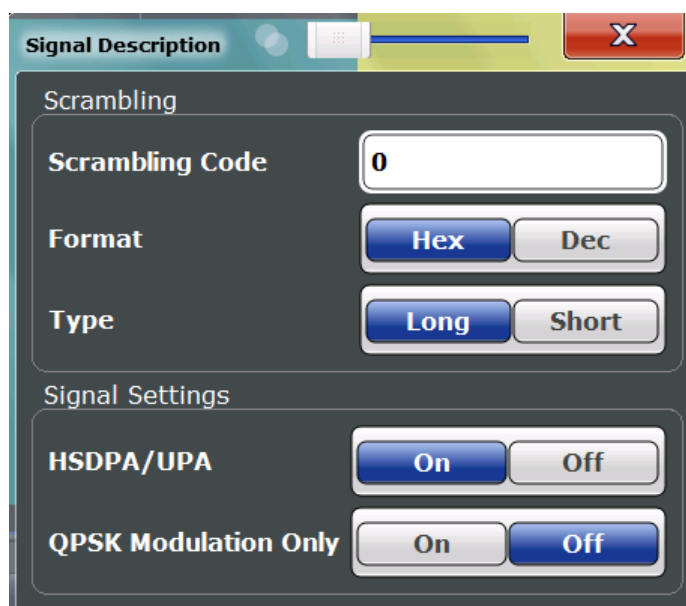 Signal Description X
Scrambling
Scrambling Code 0
Format Hex Dec
Type Long Short
Signal Settings
HSDPA/UPA On Off
QPSK Modulation Only On Off